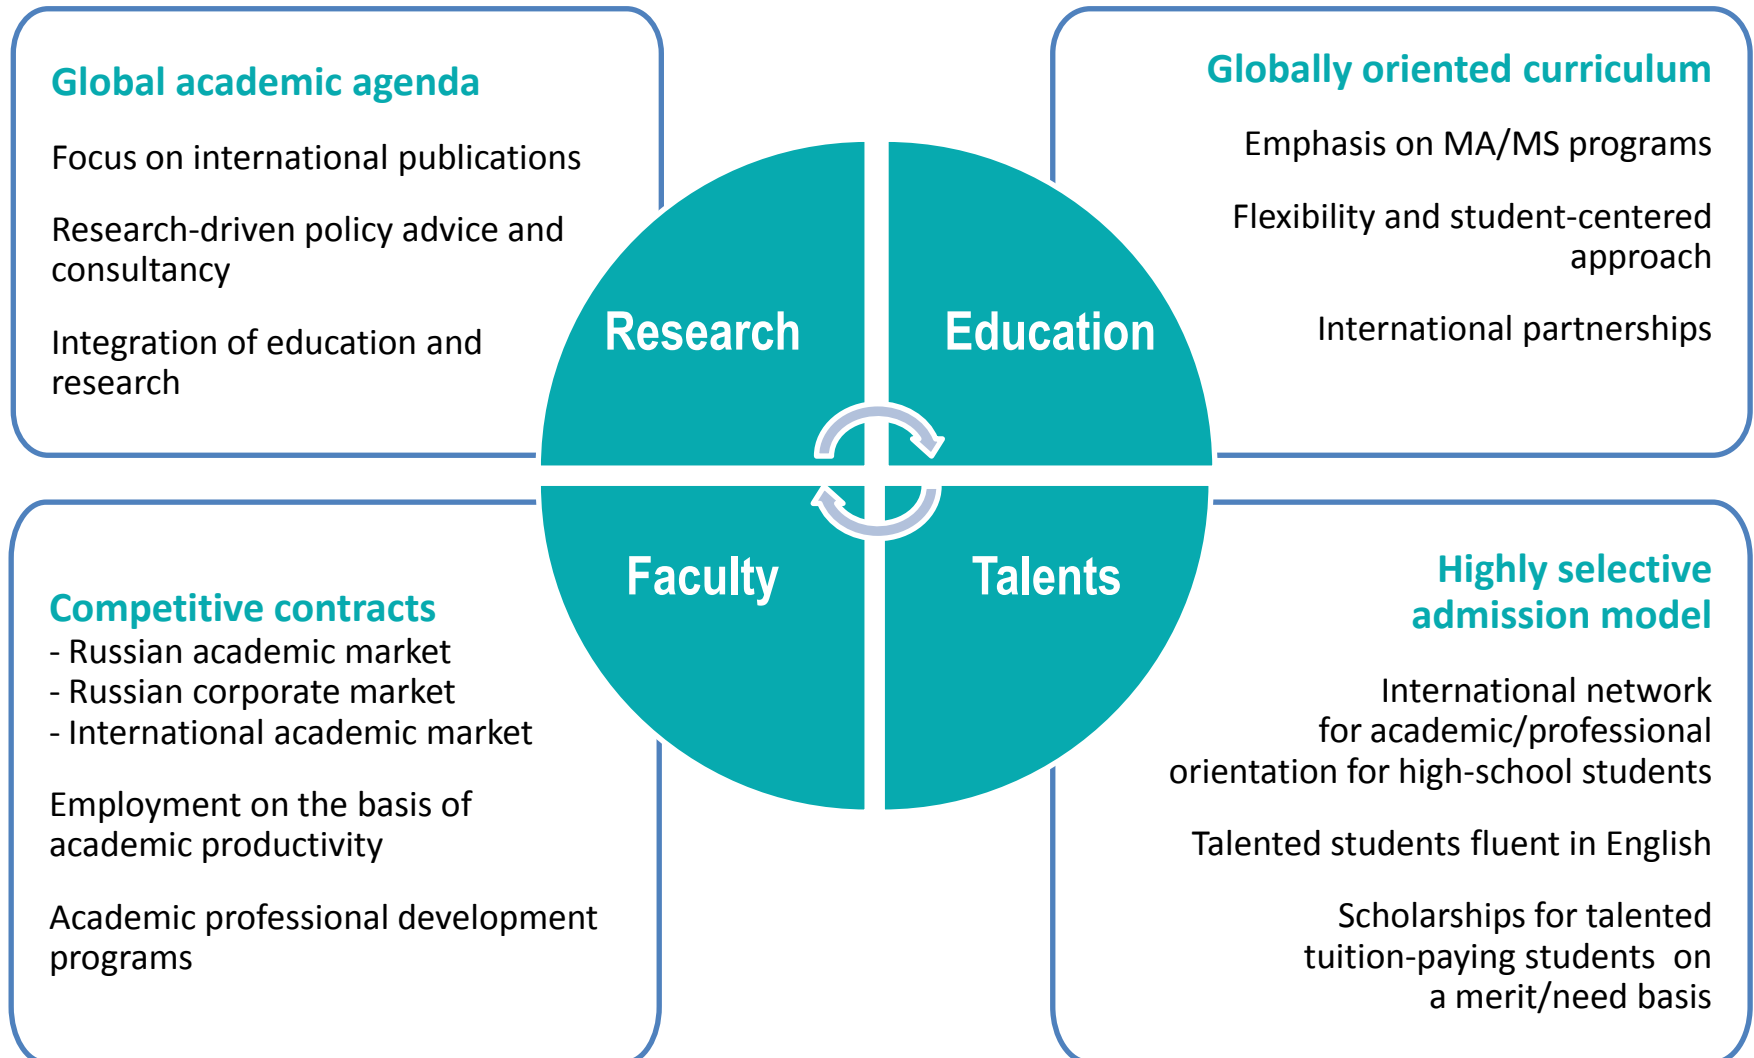 Global academic agenda
Focus on international publications
Research-driven policy advice and
consultancy
Integration of education and
research
Globally oriented curriculum
Emphasis on MA/MS programs
Flexibility and student-centered
approach
International partnerships
Research
Education
Faculty
Talents
Competitive contracts
- Russian academic market
- Russian corporate market
- International academic market
Employment on the basis of
academic productivity
Academic professional development
programs
Highly selective
admission model
International network
for academic/professional
orientation for high-school students
Talented students fluent in English
Scholarships for talented
tuition-paying students on
a merit/need basis